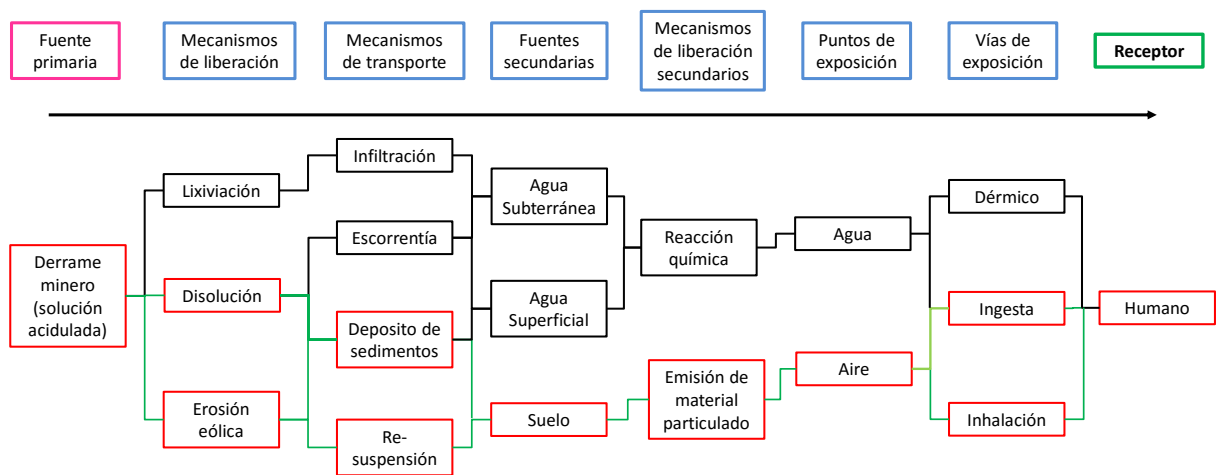 Fuente
primaria
Mecanismos
de liberación
Mecanismos
de transporte
Fuentes
secundarias
Mecanismos
de liberación
secundarios
Puntos de
exposición
Vías de
exposición
Receptor
Infiltración
Lixiviación
Agua
Subterránea
Dérmico
Escorrentía
Reacción
química
Agua
Derrame
minero
(solución
acidulada)
Disolución
Deposito de
sedimentos
Agua
Superficial
Ingesta
Humano
Emisión de
material
particulado
Aire
Erosión
eólica
Re-
suspensión
Suelo
Inhalación